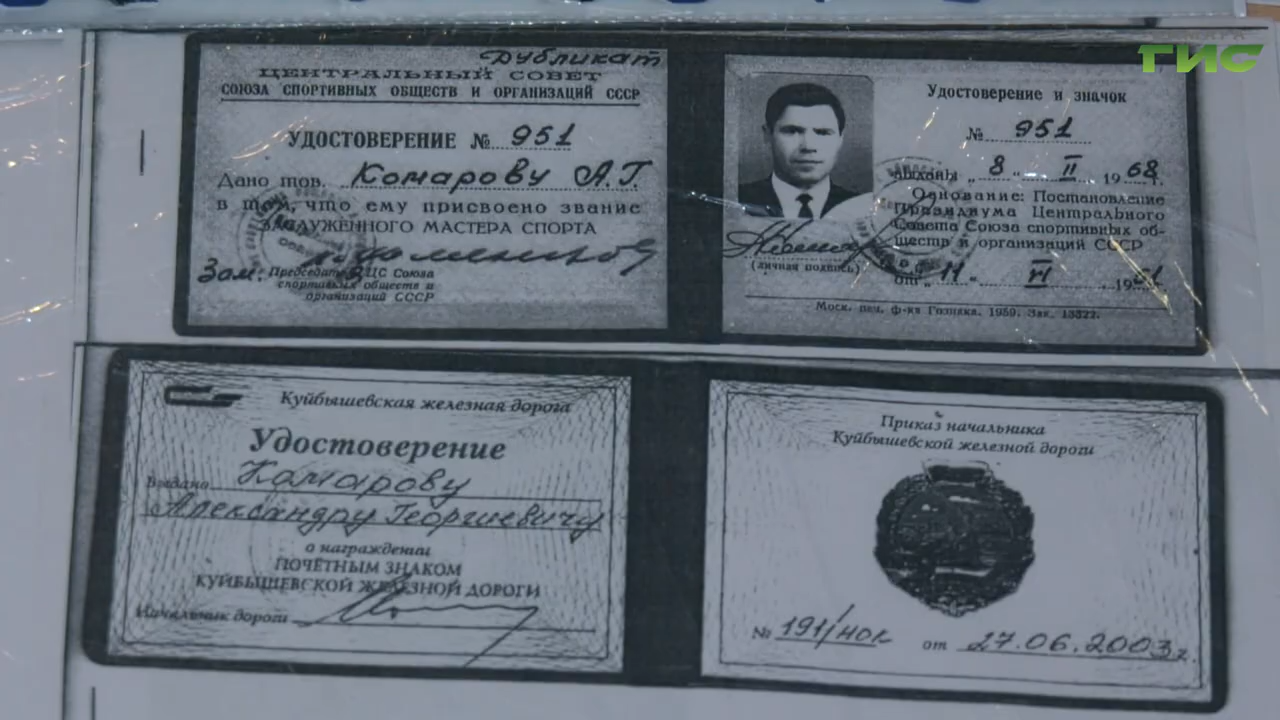 ТИС
Дубликат
ЦЕНТРАЛЬНЫЙ СОВЕТ
СОЮЗА СПОРТИВНЫХ ОБЩЕСТВ И ОРГАНИЗАЦИЙ СССР
УДОСТОВЕРЕНИЕ № 951
Дано тов. Комарову А.Г.
в том, что ему присвоено звание
ЗАСЛУЖЕННОГО МАСТЕРА СПОРТА
Зам. Председатель ЦС Союза
спортивных обществ и
организаций СССР
Удостоверение и значок
№ 951
выданы „ 8 “ II 1968 г.
Основание: Постановление
Президиума Центрального
Совета Союза спортивных об-
ществ и организаций СССР
от „ 11 “ VI
(личная подпись)
Моск. печ. ф-ка Гознака. 1959. Зак. 13822.
Куйбышевская железная дорога
Удостоверение
Выдано Комарову
Александру Георгиевичу
о награждении
ПОЧЁТНЫМ ЗНАКОМ
КУЙБЫШЕВСКОЙ ЖЕЛЕЗНОЙ ДОРОГИ
Начальник дороги
Приказ начальника
Куйбышевской железной дороги
№ 191/нок от 27.06.2003 г.